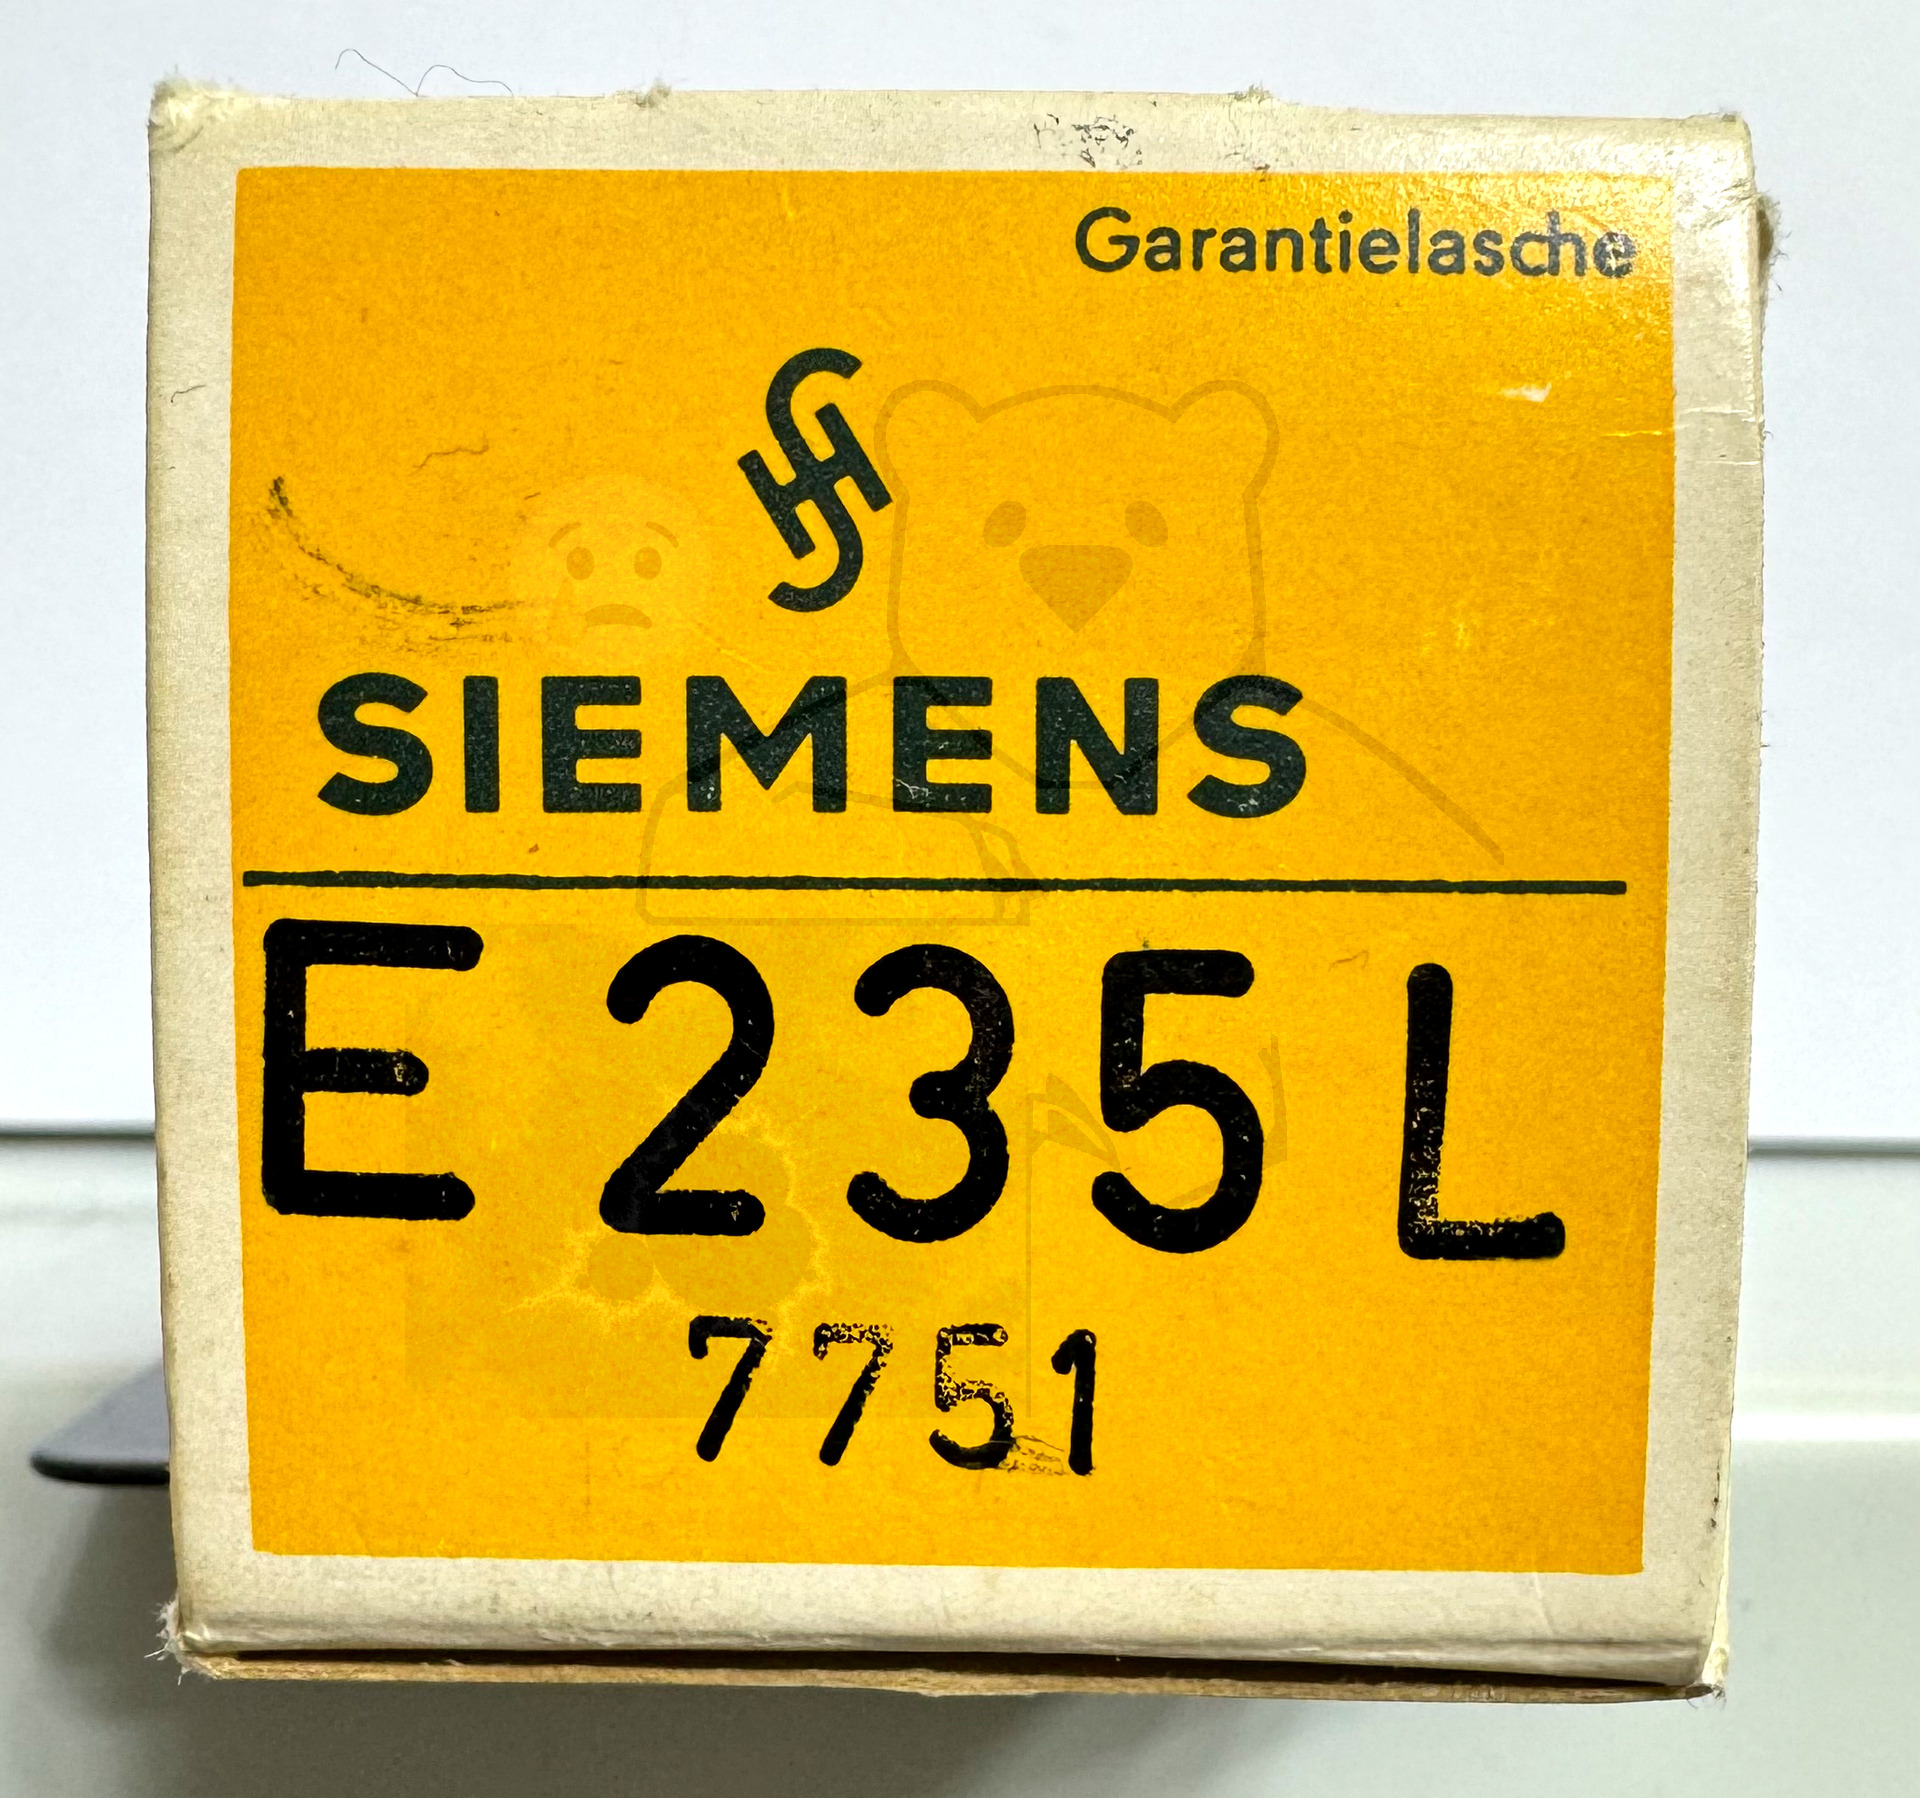 Garantielasche
SIEMENS
E 235 L
7751